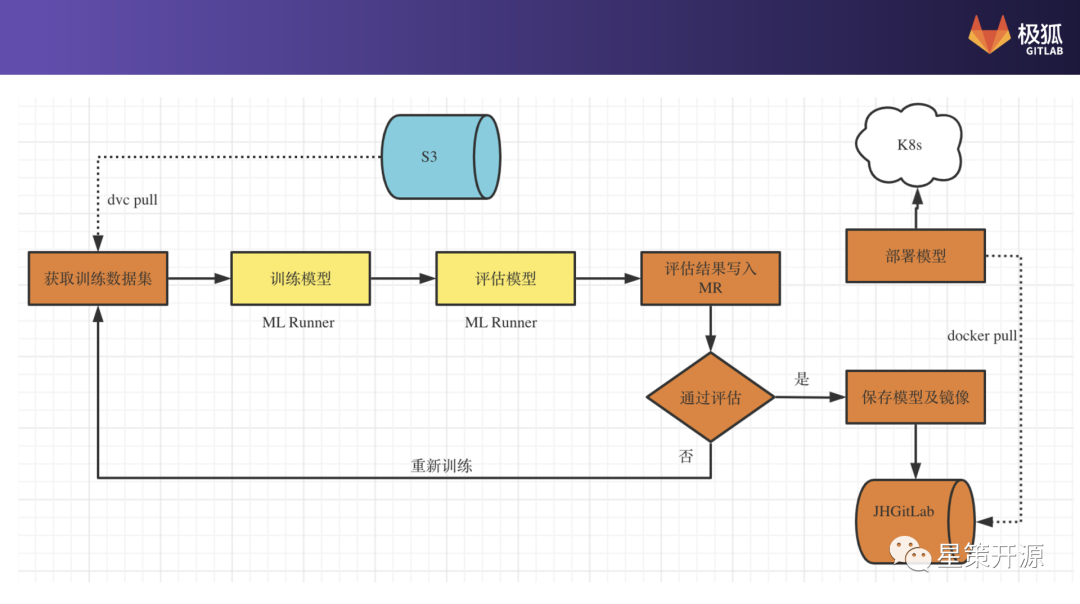 极狐
GITLAB
S3
K8s
dvc pull
获取训练数据集
训练模型
评估模型
评估结果写入
MR
部署模型
ML Runner
ML Runner
docker pull
通过评估
是
保存模型及镜像
否
重新训练
JHGitLab
星策开源